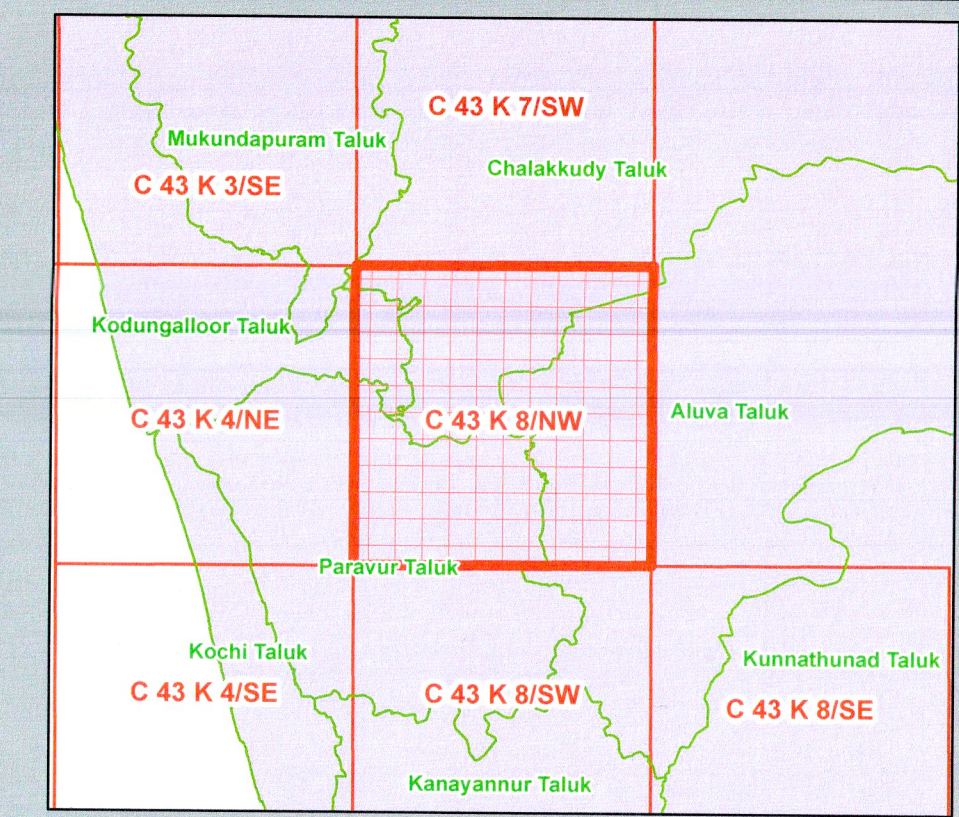 C 43 K 7/SW
Mukundapuram Taluk
Chalakkudy Taluk
C 43 K 3/SE
Kodungalloor Taluk
C 43 K 4/NE
C 43 K 8/NW
Aluva Taluk
Paravur Taluk
Kochi Taluk
Kunnathunad Taluk
C 43 K 4/SE
C 43 K 8/SW
C 43 K 8/SE
Kanayannur Taluk